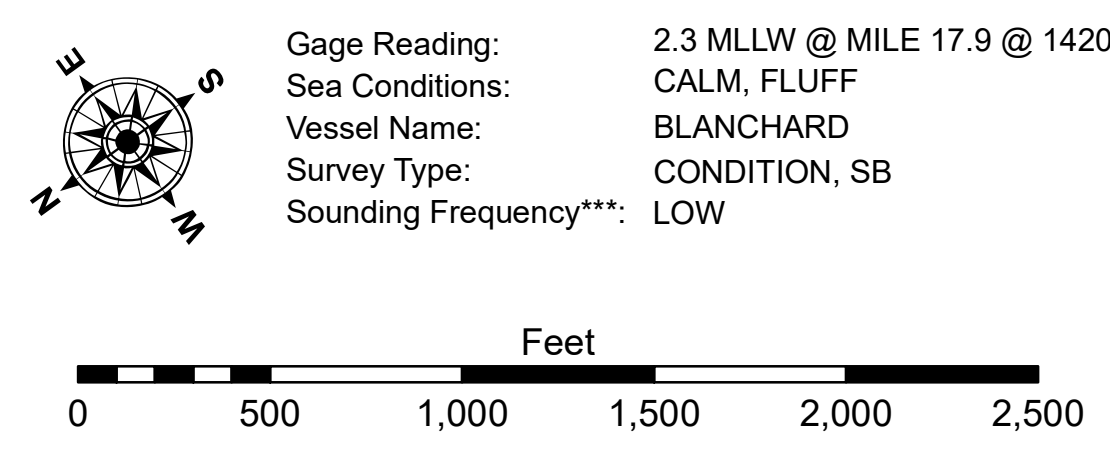 E
S
N
W
Gage Reading: 2.3 MLLW @ MILE 17.9 @ 1420
Sea Conditions: CALM, FLUFF
Vessel Name: BLANCHARD
Survey Type: CONDITION, SB
Sounding Frequency***: LOW
Feet
0 500 1,000 1,500 2,000 2,500